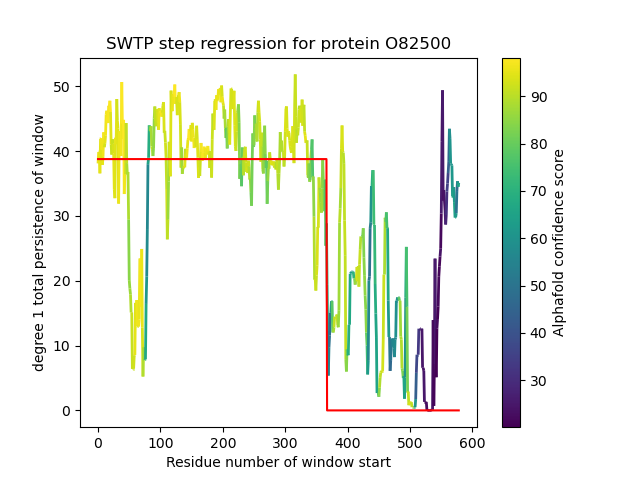 SWTP step regression for protein O82500
degree 1 total persistence of window
50
40
30
20
10
0
0 100 200 300 400 500 600
Residue number of window start
90
80
70
60
50
40
30
Alphafold confidence score